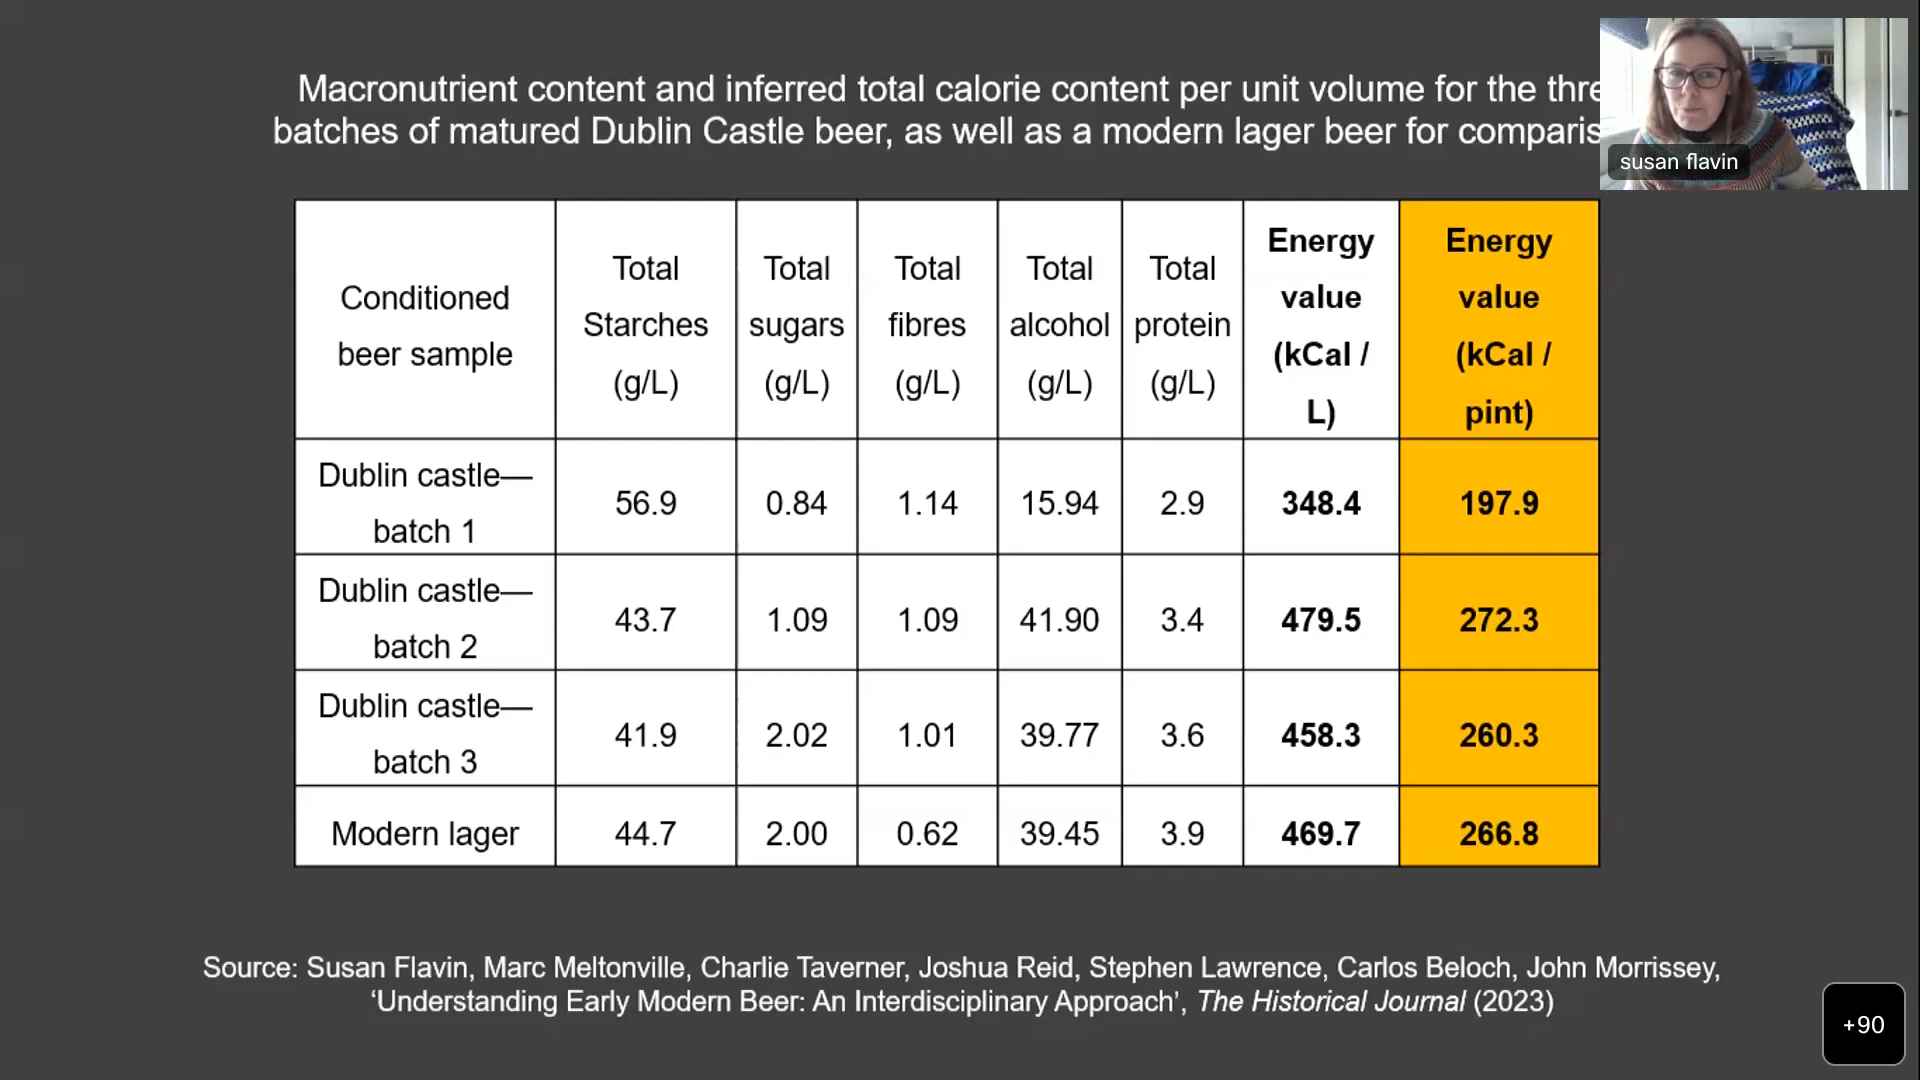 Macronutrient content and inferred total calorie content per unit volume for the thre
batches of matured Dublin Castle beer, as well as a modern lager beer for comparis
susan flavin
Conditioned
beer sample
Total
Starches
(g/L)
Total
sugars
(g/L)
Total
fibres
(g/L)
Total
alcohol
(g/L)
Total
protein
(g/L)
Energy
value
(kCal /
L)
Energy
value
(kCal /
pint)
Dublin castle—
batch 1
56.9
0.84
1.14
15.94
2.9
348.4
197.9
Dublin castle—
batch 2
43.7
1.09
1.09
41.90
3.4
479.5
272.3
Dublin castle—
batch 3
41.9
2.02
1.01
39.77
3.6
458.3
260.3
Modern lager
44.7
2.00
0.62
39.45
3.9
469.7
266.8
Source: Susan Flavin, Marc Meltonville, Charlie Taverner, Joshua Reid, Stephen Lawrence, Carlos Beloch, John Morrissey,
‘Understanding Early Modern Beer: An Interdisciplinary Approach’, The Historical Journal (2023)
+90